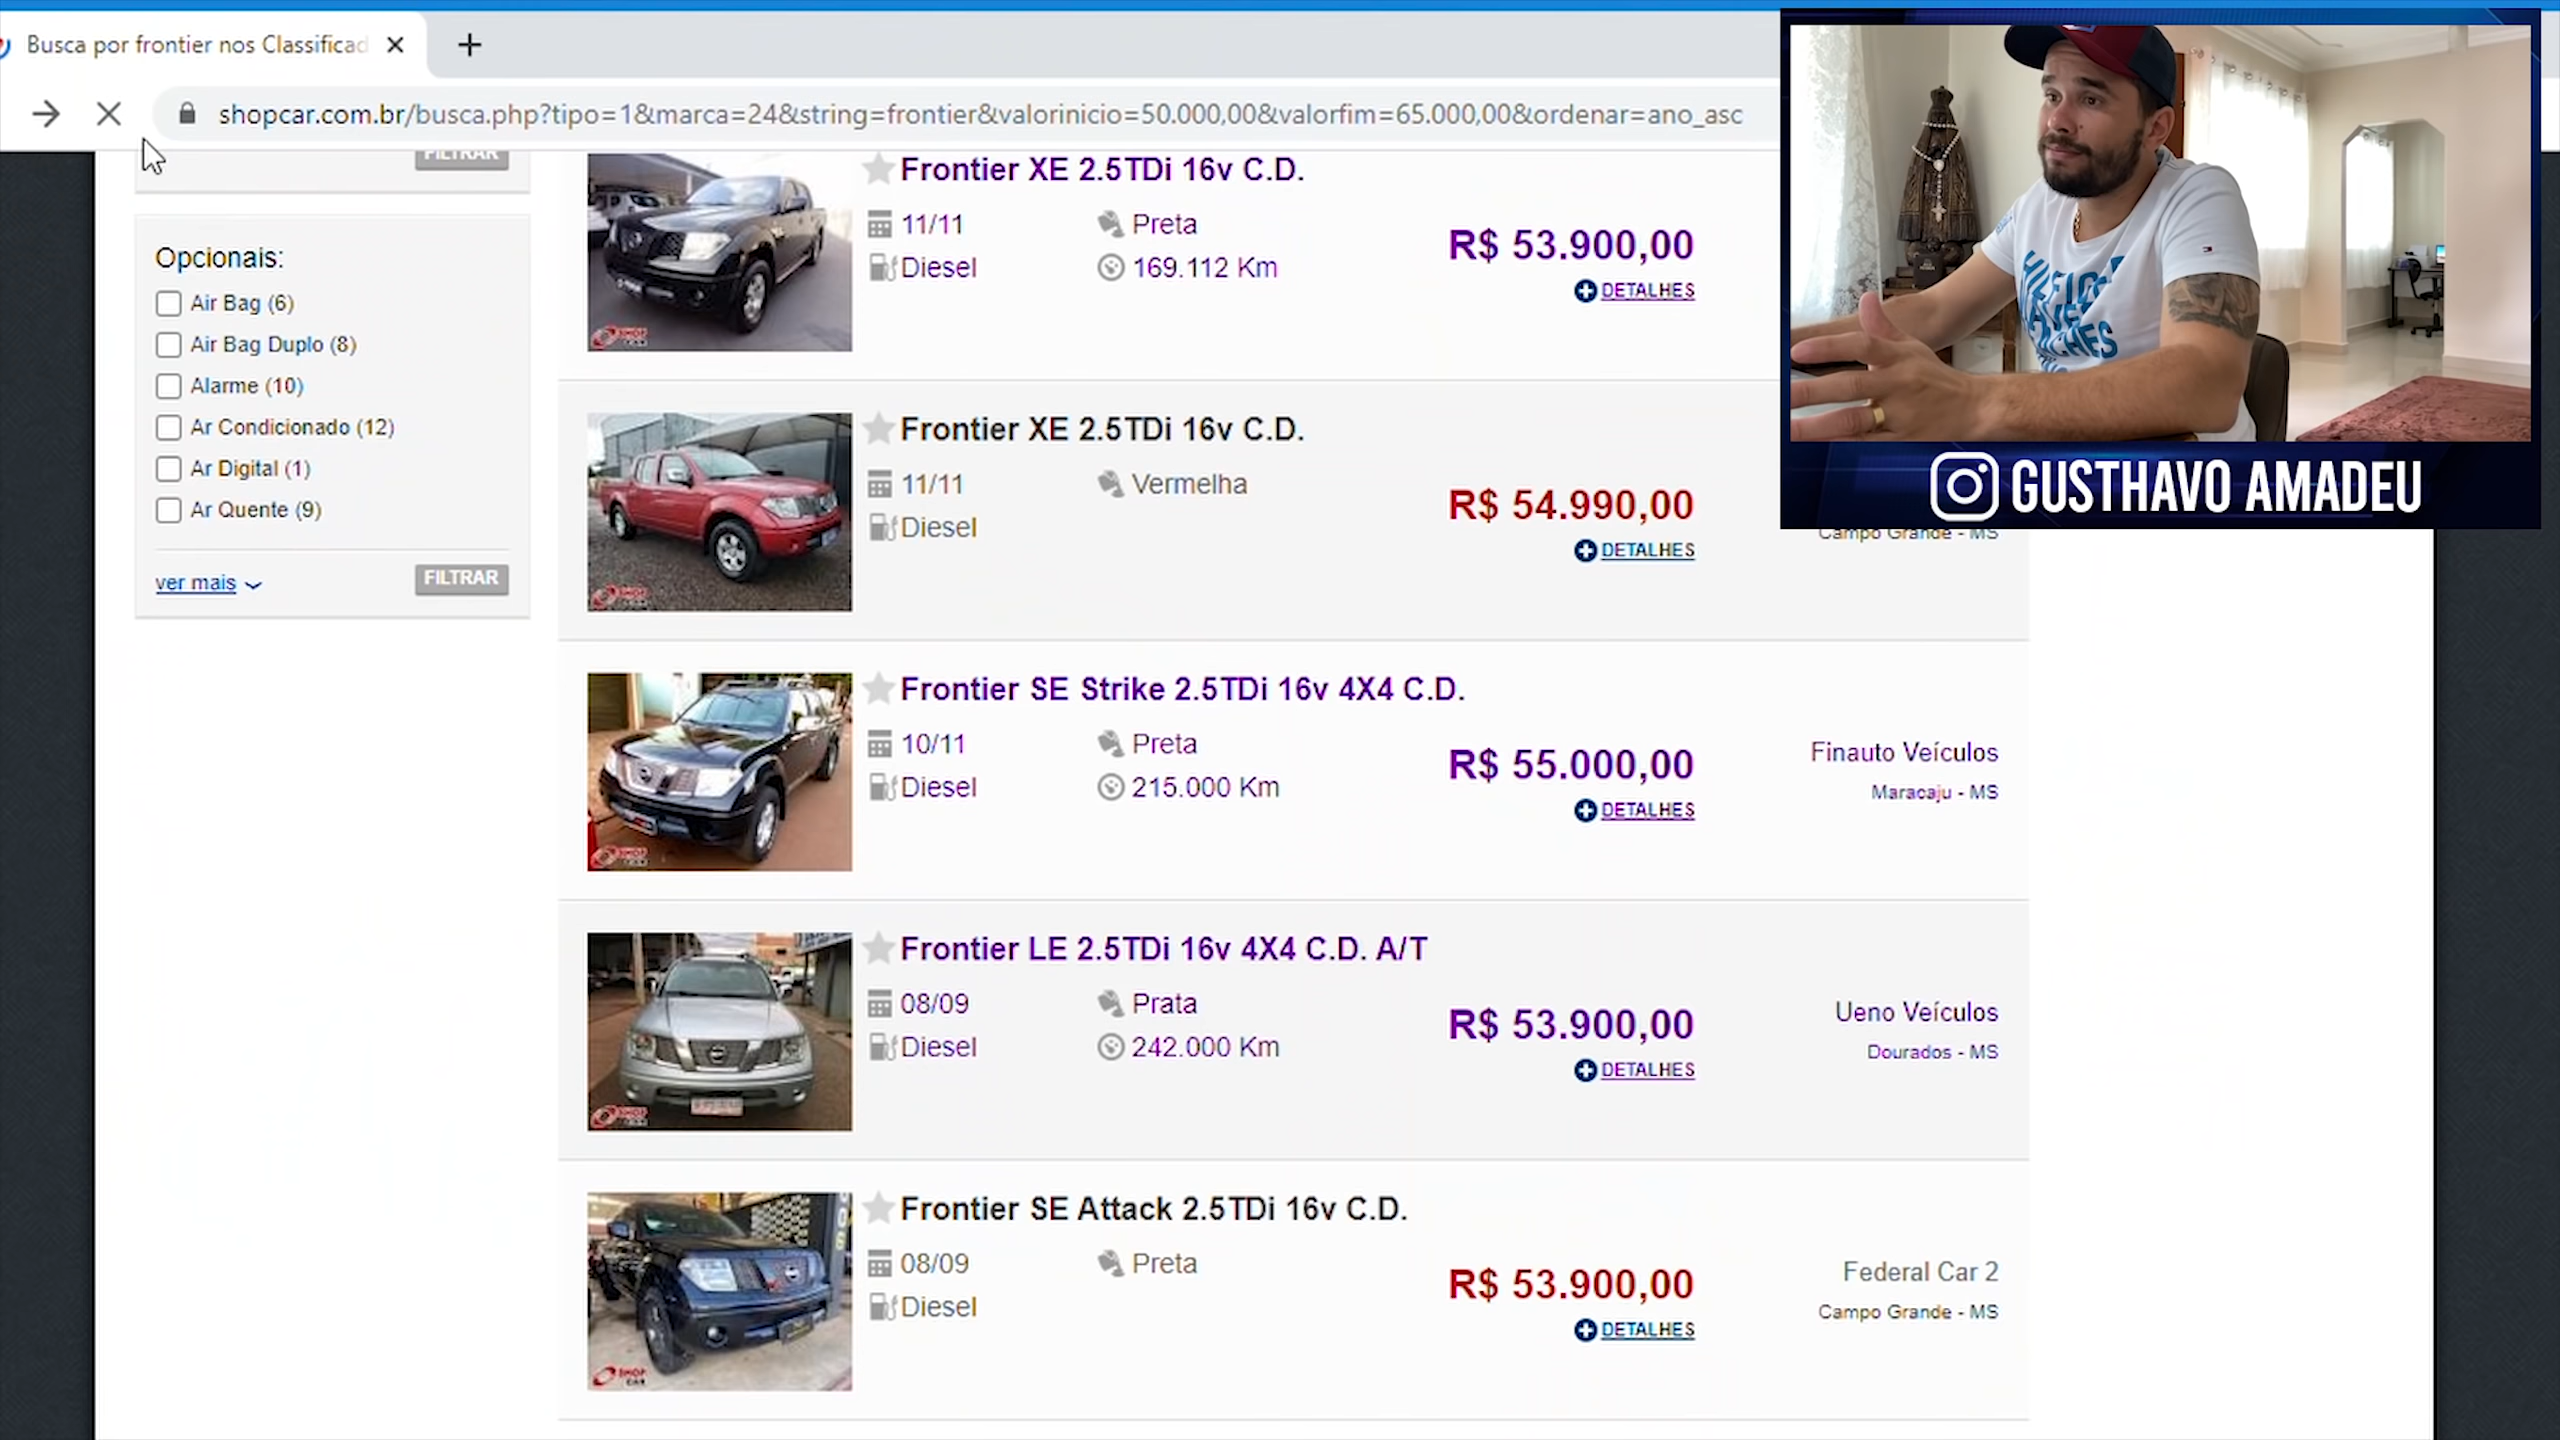 Busca por frontier nos Classificad
shopcar.com.br/busca.php?tipo=1&marca=24&string=frontier&valorinicio=50.000,00&valorfim=65.000,00&ordenar=ano_asc
FILTRAR
Opcionais:
Air Bag (6)
Air Bag Duplo (8)
Alarme (10)
Ar Condicionado (12)
Ar Digital (1)
Ar Quente (9)
ver mais
FILTRAR
Frontier XE 2.5TDi 16v C.D.
11/11 Preta
Diesel 169.112 Km
R$ 53.900,00
DETALHES
Frontier XE 2.5TDi 16v C.D.
11/11 Vermelha
Diesel
R$ 54.990,00
DETALHES
Campo Grande - MS
Frontier SE Strike 2.5TDi 16v 4X4 C.D.
10/11 Preta
Diesel 215.000 Km
R$ 55.000,00
DETALHES
Finauto Veículos
Maracaju - MS
Frontier LE 2.5TDi 16v 4X4 C.D. A/T
08/09 Prata
Diesel 242.000 Km
R$ 53.900,00
DETALHES
Ueno Veículos
Dourados - MS
Frontier SE Attack 2.5TDi 16v C.D.
08/09 Preta
Diesel
R$ 53.900,00
DETALHES
Federal Car 2
Campo Grande - MS
GUSTHAVO AMADEU